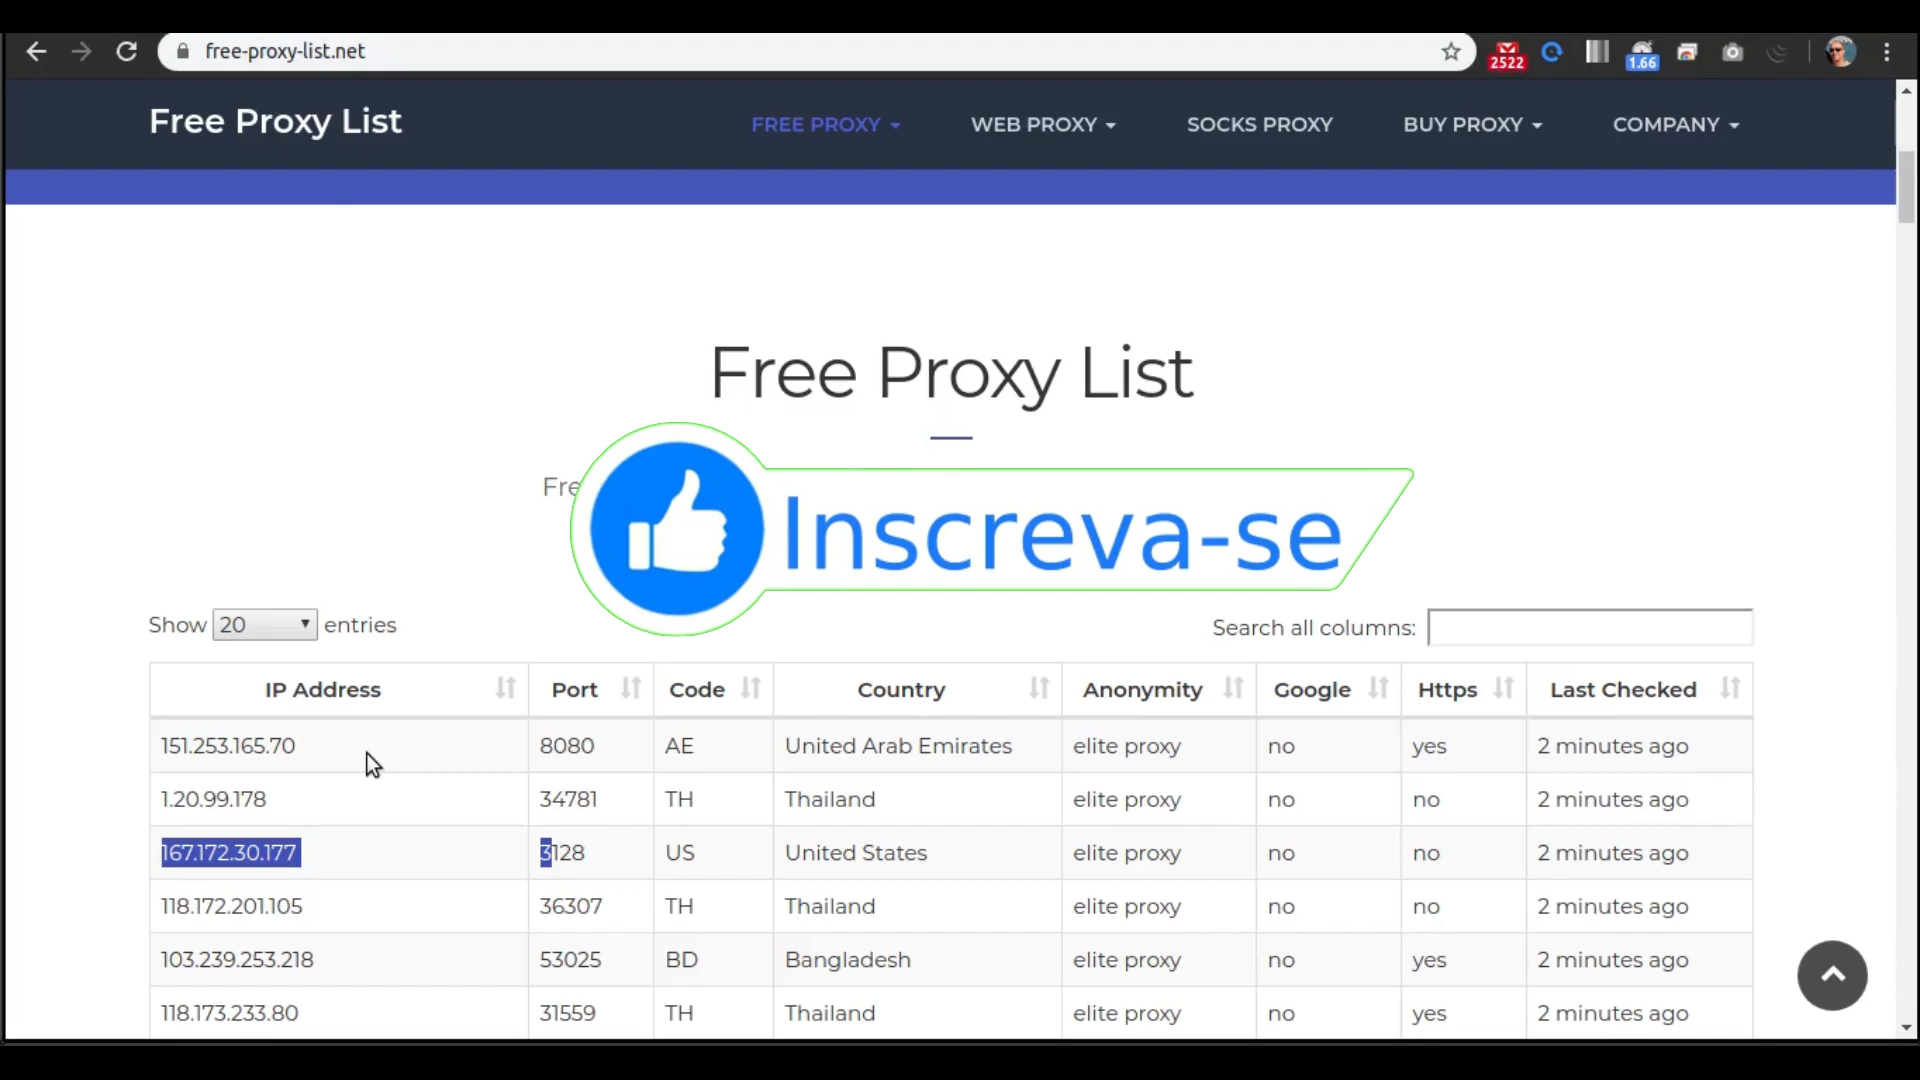 free-proxy-list.net
2522
1.66
Free Proxy List
FREE PROXY
WEB PROXY
SOCKS PROXY
BUY PROXY
COMPANY
Free Proxy List
Fre
Inscreva-se
Show 20 entries
Search all columns:
IP Address Port Code Country Anonymity Google Https Last Checked
151.253.165.70 8080 AE United Arab Emirates elite proxy no yes 2 minutes ago
1.20.99.178 34781 TH Thailand elite proxy no no 2 minutes ago
167.172.30.177 3128 US United States elite proxy no no 2 minutes ago
118.172.201.105 36307 TH Thailand elite proxy no no 2 minutes ago
103.239.253.218 53025 BD Bangladesh elite proxy no yes 2 minutes ago
118.173.233.80 31559 TH Thailand elite proxy no yes 2 minutes ago